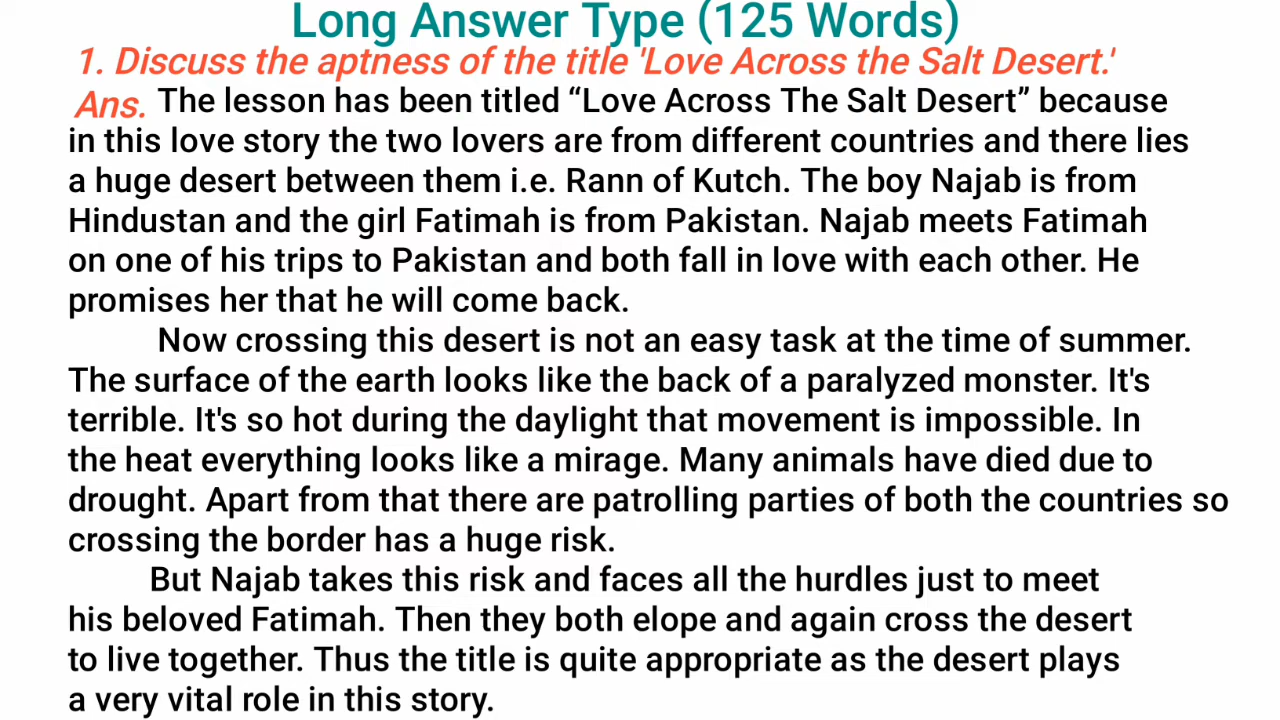 Long Answer Type (125 Words)
1. Discuss the aptness of the title 'Love Across the Salt Desert.'
Ans. The lesson has been titled “Love Across The Salt Desert” because
in this love story the two lovers are from different countries and there lies
a huge desert between them i.e. Rann of Kutch. The boy Najab is from
Hindustan and the girl Fatimah is from Pakistan. Najab meets Fatimah
on one of his trips to Pakistan and both fall in love with each other. He
promises her that he will come back.
Now crossing this desert is not an easy task at the time of summer.
The surface of the earth looks like the back of a paralyzed monster. It's
terrible. It's so hot during the daylight that movement is impossible. In
the heat everything looks like a mirage. Many animals have died due to
drought. Apart from that there are patrolling parties of both the countries so
crossing the border has a huge risk.
But Najab takes this risk and faces all the hurdles just to meet
his beloved Fatimah. Then they both elope and again cross the desert
to live together. Thus the title is quite appropriate as the desert plays
a very vital role in this story.